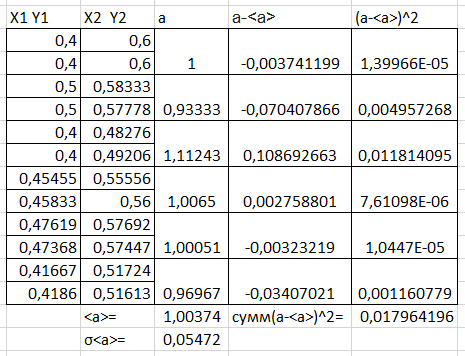 X1 Y1 X2 Y2 a a-<a> (a-<a>)^2
0,4 0,6
0,4 0,6 1 -0,003741199 1,39966E-05
0,5 0,58333
0,5 0,57778 0,93333 -0,070407866 0,004957268
0,4 0,48276
0,4 0,49206 1,11243 0,108692663 0,011814095
0,45455 0,55556
0,45833 0,56 1,0065 0,002758801 7,61098E-06
0,47619 0,57692
0,47368 0,57447 1,00051 -0,00323219 1,0447E-05
0,41667 0,51724
0,4186 0,51613 0,96967 -0,03407021 0,001160779
<a>= 1,00374 сумм(a-<a>)^2= 0,017964196
σ<a>= 0,05472